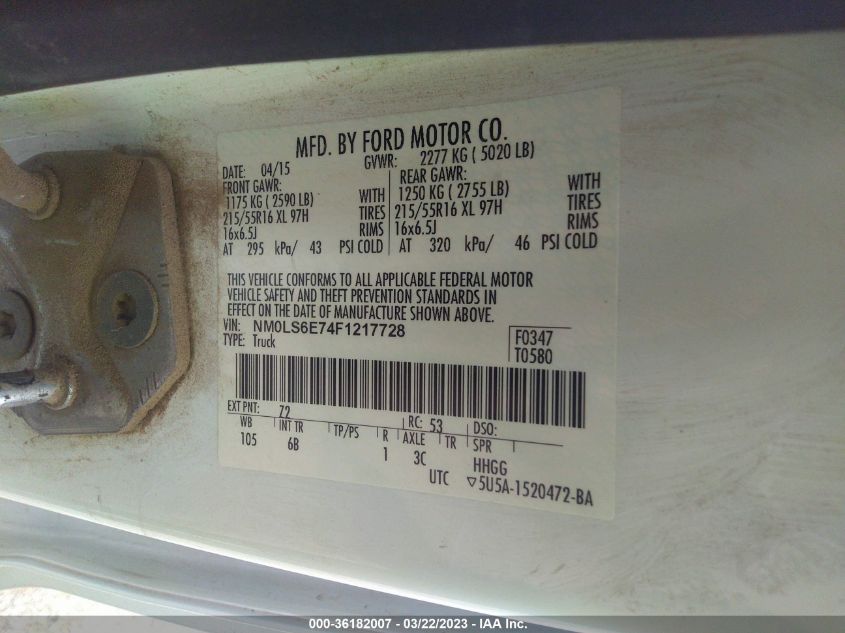 MFD. BY FORD MOTOR CO.
DATE: 04/15 GVWR: 2277 KG ( 5020 LB)
FRONT GAWR: REAR GAWR:
1175 KG ( 2590 LB) WITH 1250 KG ( 2755 LB) WITH
215/55R16 XL 97H TIRES 215/55R16 XL 97H TIRES
16x6.5J RIMS 16x6.5J RIMS
AT 295 kPa/ 43 PSI COLD AT 320 kPa/ 46 PSI COLD
THIS VEHICLE CONFORMS TO ALL APPLICABLE FEDERAL MOTOR
VEHICLE SAFETY AND THEFT PREVENTION STANDARDS IN
EFFECT ON THE DATE OF MANUFACTURE SHOWN ABOVE.
VIN: NM0LS6E74F1217728 F0347
TYPE: Truck T0580
EXT PNT: 72 RC: 53 DSO:
WB INT TR TP/PS R AXLE TR SPR
105 6B 1 3C HHGG
UTC ▽5U5A-1520472-BA
000-36182007 - 03/22/2023 - IAA Inc.